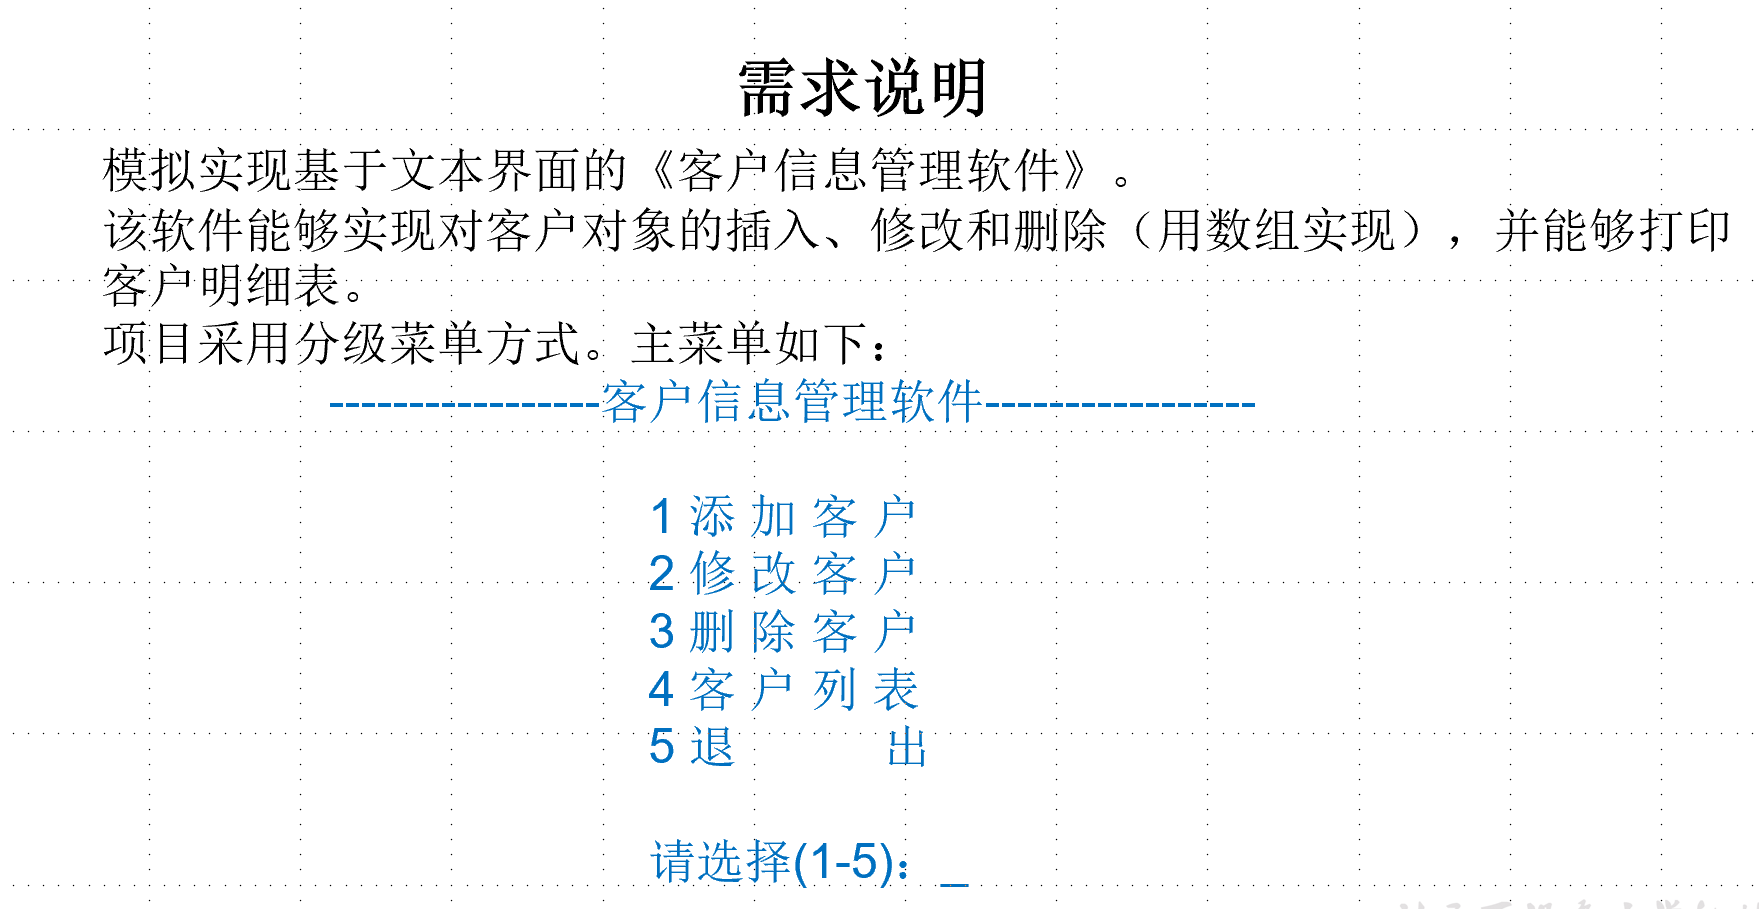 需求说明
模拟实现基于文本界面的《客户信息管理软件》。
该软件能够实现对客户对象的插入、修改和删除（用数组实现），并能够打印
客户明细表。
项目采用分级菜单方式。主菜单如下：
-----------------客户信息管理软件-----------------
1 添 加 客 户
2 修 改 客 户
3 删 除 客 户
4 客 户 列 表
5 退 出
请选择(1-5)：_